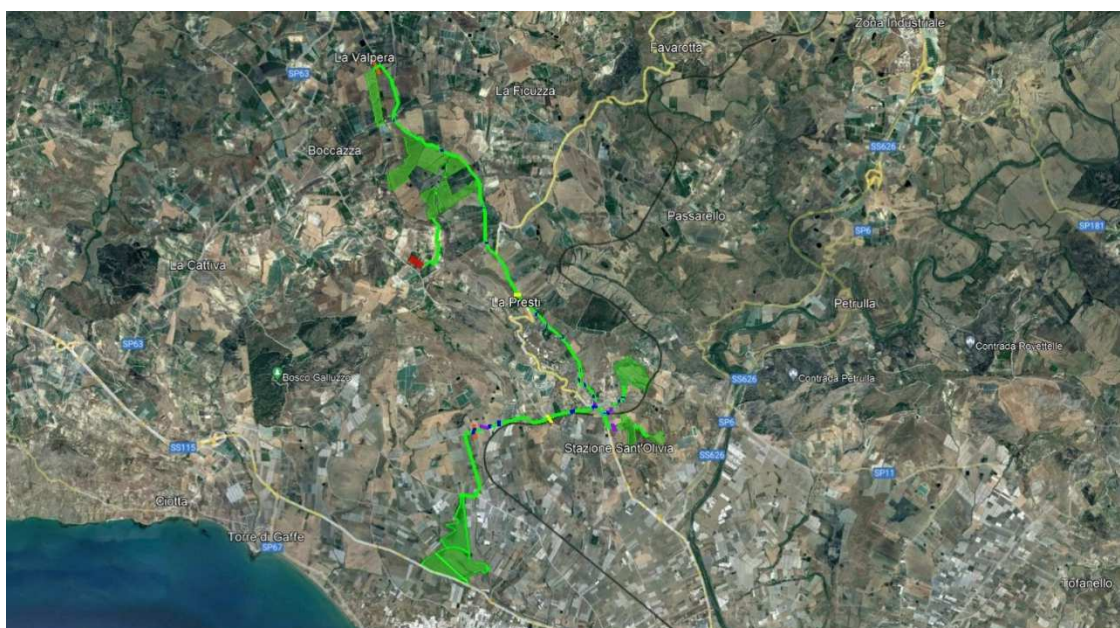 Zona Industriale
Favarotta
La Valpera
SP63
La Ficuzza
SS626
Boccazza
Passarello
SP181
SP6
La Cattiva
La Presti
Petrulla
SP63
Contrada Rovettelle
Bosco Galluzzo
Contrada Petrulla
SS626
SP6
SS115
Stazione Sant'Olivia
SS626
SP11
Ciotta
Torre di Gaffe
SP67
Tofanello